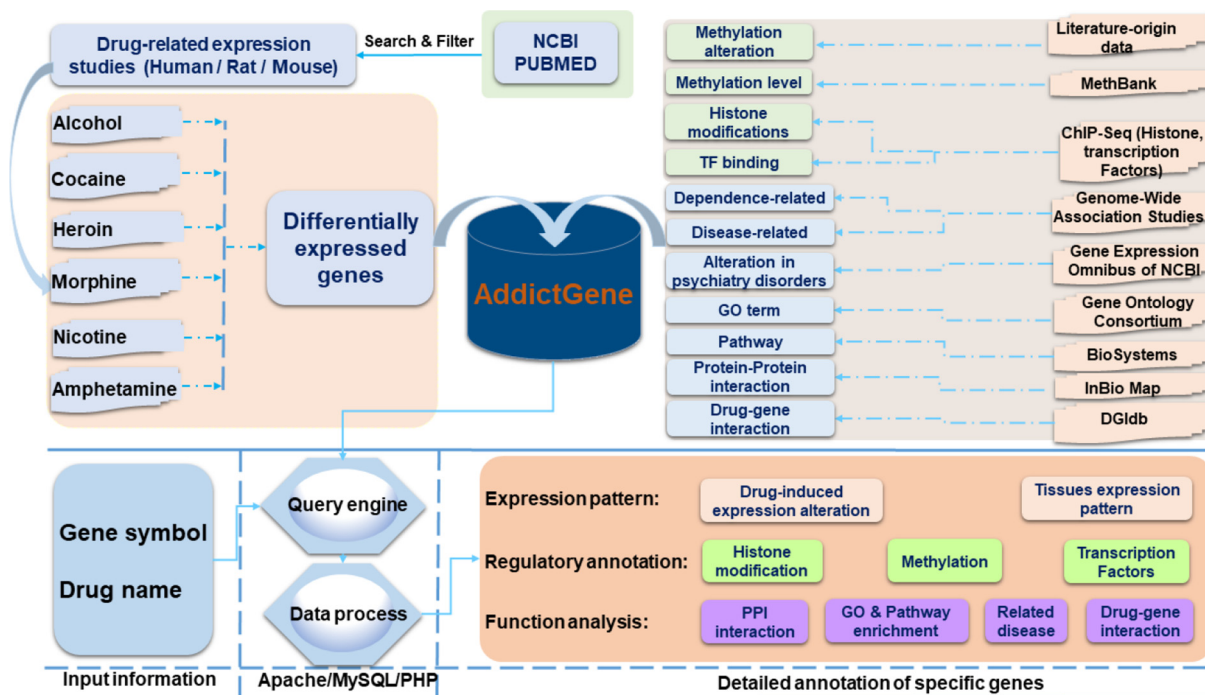 Drug-related expression
studies (Human / Rat / Mouse)
Search & Filter
NCBI
PUBMED
Alcohol
Cocaine
Heroin
Morphine
Nicotine
Amphetamine
Differentially
expressed
genes
AddictGene
Methylation
alteration
Methylation level
Histone
modifications
TF binding
Dependence-related
Disease-related
Alteration in
psychiatry disorders
GO term
Pathway
Protein-Protein
interaction
Drug-gene
interaction
Literature-origin
data
MethBank
ChIP-Seq (Histone,
transcription
Factors)
Genome-Wide
Association Studies
Gene Expression
Omnibus of NCBI
Gene Ontology
Consortium
BioSystems
InBio Map
DGIdb
Gene symbol
Drug name
Query engine
Data process
Expression pattern:
Drug-induced
expression alteration
Tissues expression
pattern
Regulatory annotation:
Histone
modification
Methylation
Transcription
Factors
Function analysis:
PPI
interaction
GO & Pathway
enrichment
Related
disease
Drug-gene
interaction
Input information
Apache/MySQL/PHP
Detailed annotation of specific genes